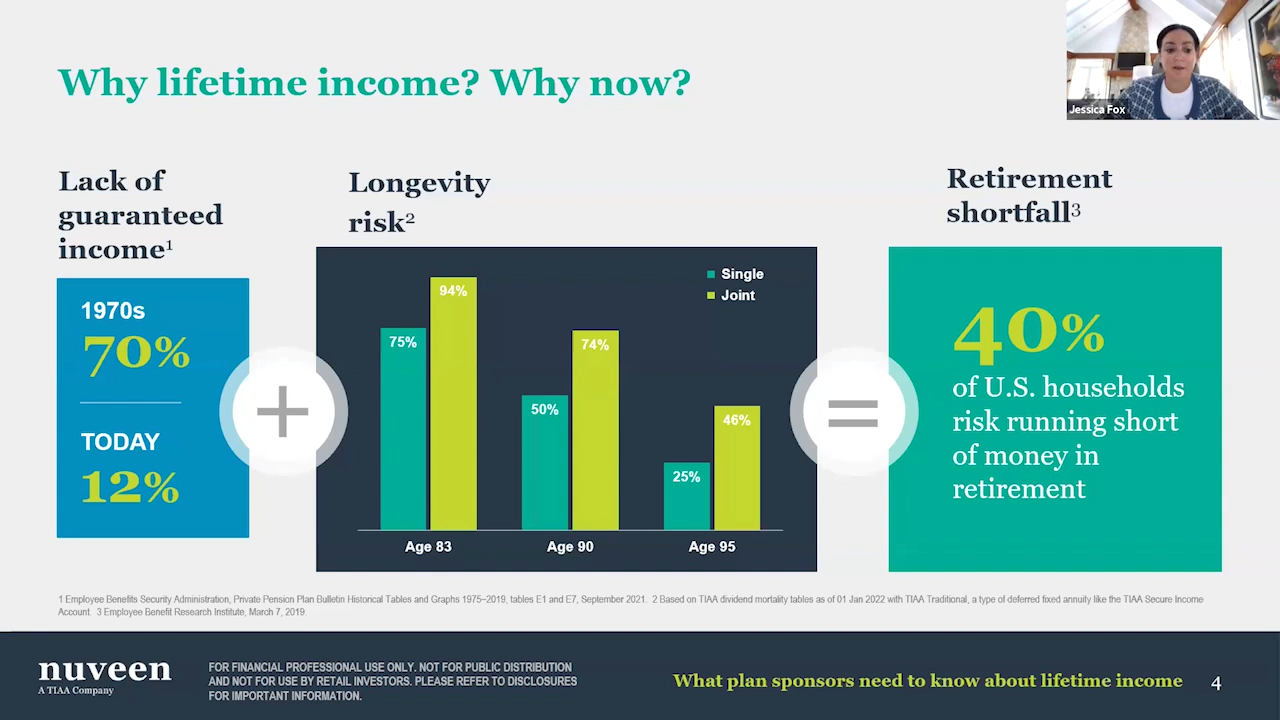 Why lifetime income? Why now?
Jessica Fox
Lack of
guaranteed
income1
1970s
70%
TODAY
12%
+
Longevity
risk2
Single
Joint
75%
94%
50%
74%
25%
46%
Age 83
Age 90
Age 95
=
Retirement
shortfall3
40%
of U.S. households
risk running short
of money in
retirement
1 Employee Benefits Security Administration, Private Pension Plan Bulletin Historical Tables and Graphs 1975–2019, tables E1 and E7, September 2021. 2 Based on TIAA dividend mortality tables as of 01 Jan 2022 with TIAA Traditional, a type of deferred fixed annuity like the TIAA Secure Income
Account. 3 Employee Benefit Research Institute, March 7, 2019.
nuveen
A TIAA Company
FOR FINANCIAL PROFESSIONAL USE ONLY. NOT FOR PUBLIC DISTRIBUTION
AND NOT FOR USE BY RETAIL INVESTORS. PLEASE REFER TO DISCLOSURES
FOR IMPORTANT INFORMATION.
What plan sponsors need to know about lifetime income 4